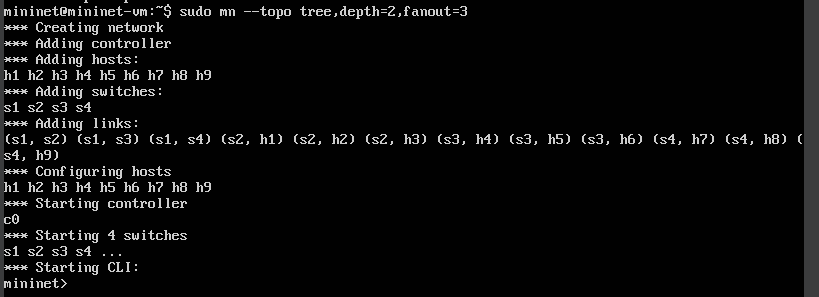 mininet@mininet-vm:~$ sudo mn --topo tree,depth=2,fanout=3
*** Creating network
*** Adding controller
*** Adding hosts:
h1 h2 h3 h4 h5 h6 h7 h8 h9
*** Adding switches:
s1 s2 s3 s4
*** Adding links:
(s1, s2) (s1, s3) (s1, s4) (s2, h1) (s2, h2) (s2, h3) (s3, h4) (s3, h5) (s3, h6) (s4, h7) (s4, h8) (
s4, h9)
*** Configuring hosts
h1 h2 h3 h4 h5 h6 h7 h8 h9
*** Starting controller
c0
*** Starting 4 switches
s1 s2 s3 s4 ...
*** Starting CLI:
mininet>